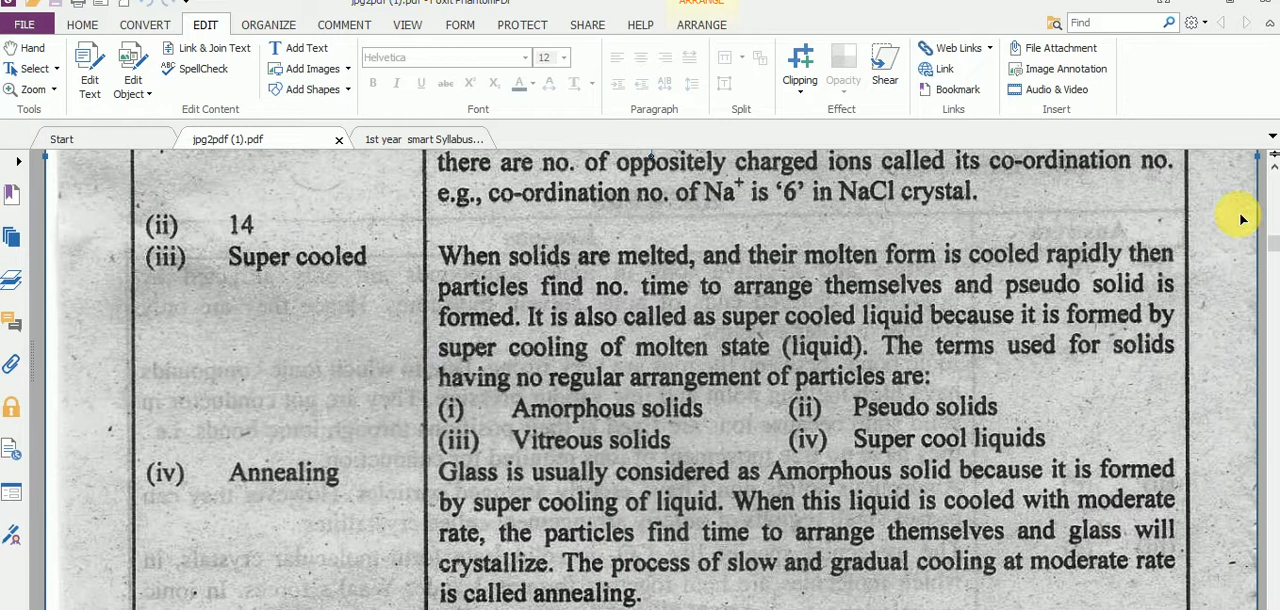 ARRANGE
jpg2pdf (1).pdf - Foxit PhantomPDF
FILE HOME CONVERT EDIT ORGANIZE COMMENT VIEW FORM PROTECT SHARE HELP ARRANGE Find
Hand
Select
Zoom
Tools
Edit Text
Edit Object
Link & Join Text
SpellCheck
Add Text
Add Images
Add Shapes
Edit Content
Helvetica 12
B I U abc X² X₂ A A T
Font
Paragraph
Split
Clipping Opacity Shear
Effect
Web Links
Link
Bookmark
Links
File Attachment
Image Annotation
Audio & Video
Insert
Start jpg2pdf (1).pdf 1st year smart Syllabus...
there are no. of oppositely charged ions called its co-ordination no.
e.g., co-ordination no. of Na⁺ is '6' in NaCl crystal.
(ii) 14
(iii) Super cooled When solids are melted, and their molten form is cooled rapidly then
particles find no. time to arrange themselves and pseudo solid is
formed. It is also called as super cooled liquid because it is formed by
super cooling of molten state (liquid). The terms used for solids
having no regular arrangement of particles are:
(i) Amorphous solids (ii) Pseudo solids
(iii) Vitreous solids (iv) Super cool liquids
(iv) Annealing Glass is usually considered as Amorphous solid because it is formed
by super cooling of liquid. When this liquid is cooled with moderate
rate, the particles find time to arrange themselves and glass will
crystallize. The process of slow and gradual cooling at moderate rate
is called annealing.